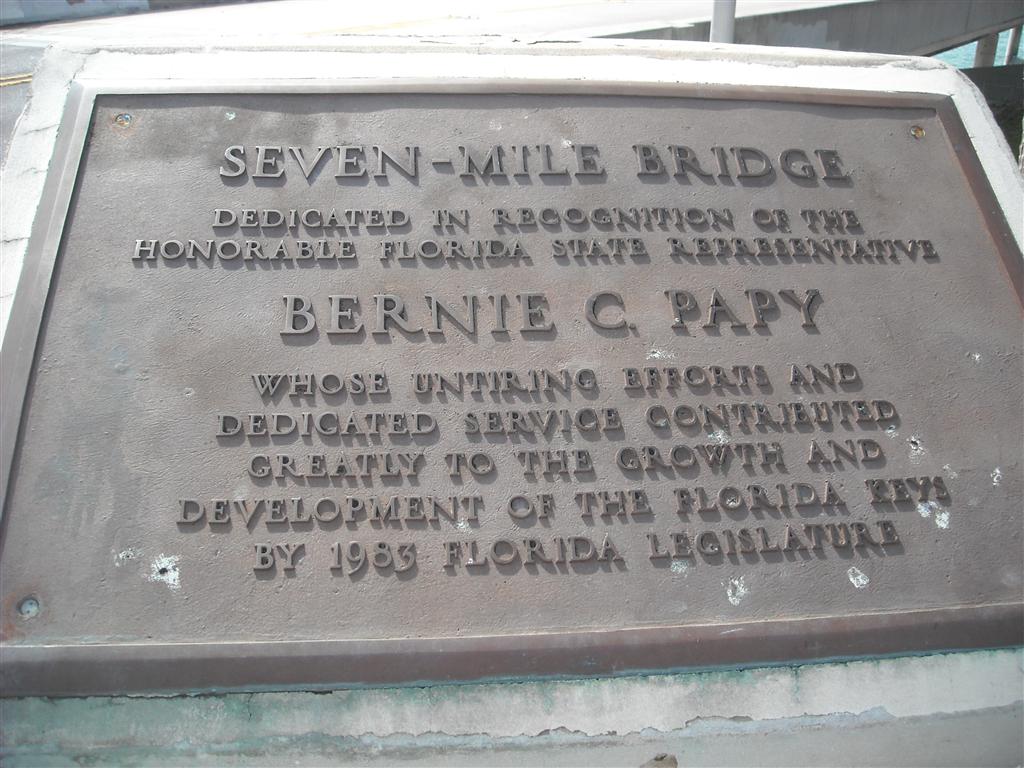 SEVEN-MILE BRIDGE
DEDICATED IN RECOGNITION OF THE
HONORABLE FLORIDA STATE REPRESENTATIVE
BERNIE C. PAPY
WHOSE UNTIRING EFFORTS AND
DEDICATED SERVICE CONTRIBUTED
GREATLY TO THE GROWTH AND
DEVELOPMENT OF THE FLORIDA KEYS
BY 1983 FLORIDA LEGISLATURE